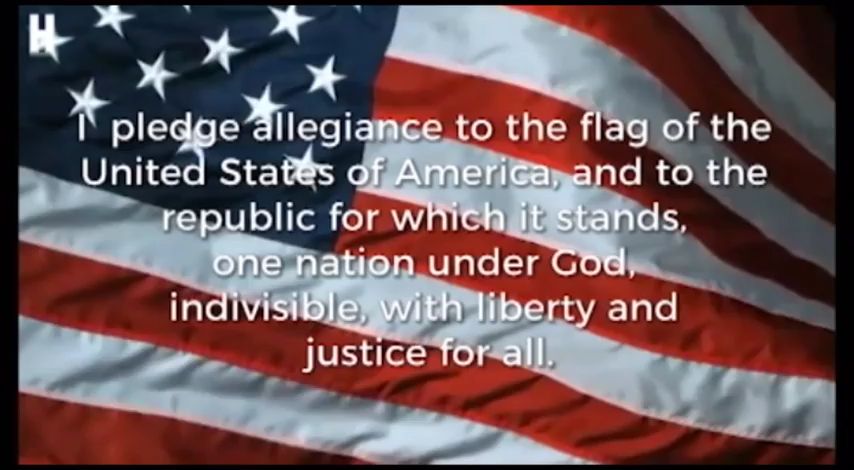 H
I pledge allegiance to the flag of the
United States of America, and to the
republic for which it stands,
one nation under God,
indivisible, with liberty and
justice for all.